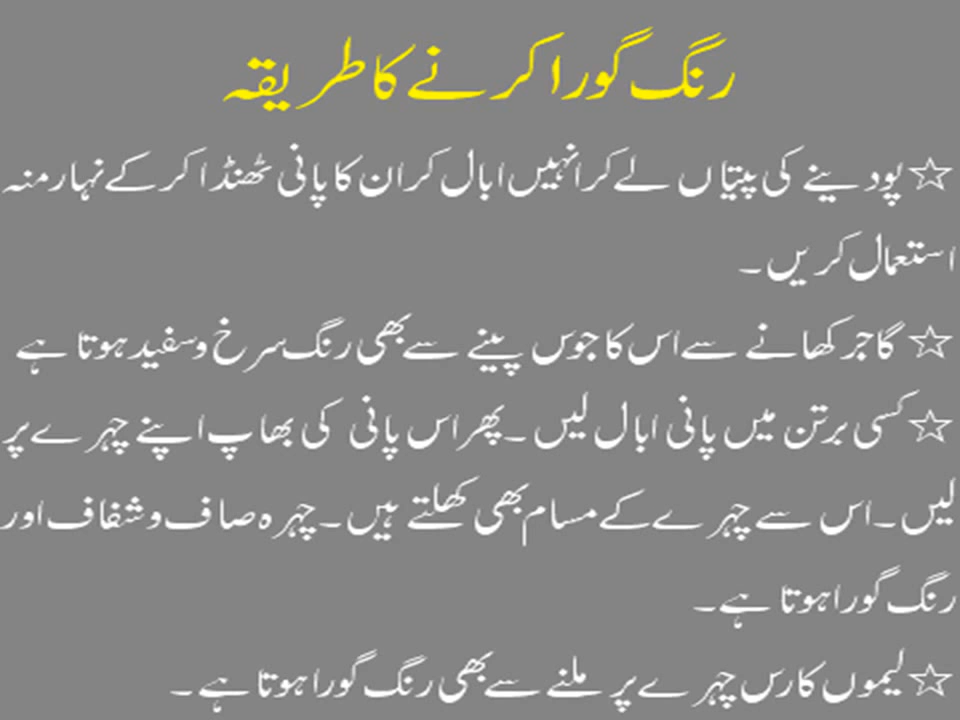 رنگ گورا کرنے کا طریقہ
☆ پودینے کی پیتیاں لے کر انہیں ابال کر ان کا پانی ٹھنڈا کر کے نہار منہ
استعمال کریں ۔
☆ گاجر کھانے سے اس کا جوس پینے سے بھی رنگ سرخ و سفید ہوتا ہے
☆ کسی برتن میں پانی ابال لیں ۔ پھر اس پانی کی بھاپ اپنے چہرے پر
لیں ۔ اس سے چہرے کے مسام بھی کھلتے ہیں ۔ چہرہ صاف و شفاف اور
رنگ گورا ہوتا ہے ۔
☆ لیموں کا رس چہرے پر ملنے سے بھی رنگ گورا ہوتا ہے ۔